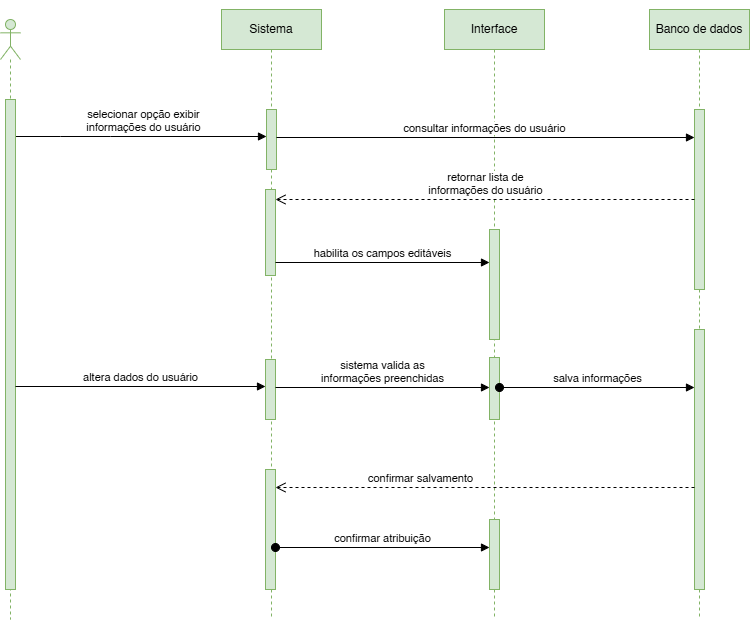 Sistema
Interface
Banco de dados
selecionar opção exibir
informações do usuário
consultar informações do usuário
retornar lista de
informações do usuário
habilita os campos editáveis
altera dados do usuário
sistema valida as
informações preenchidas
salva informações
confirmar salvamento
confirmar atribuição